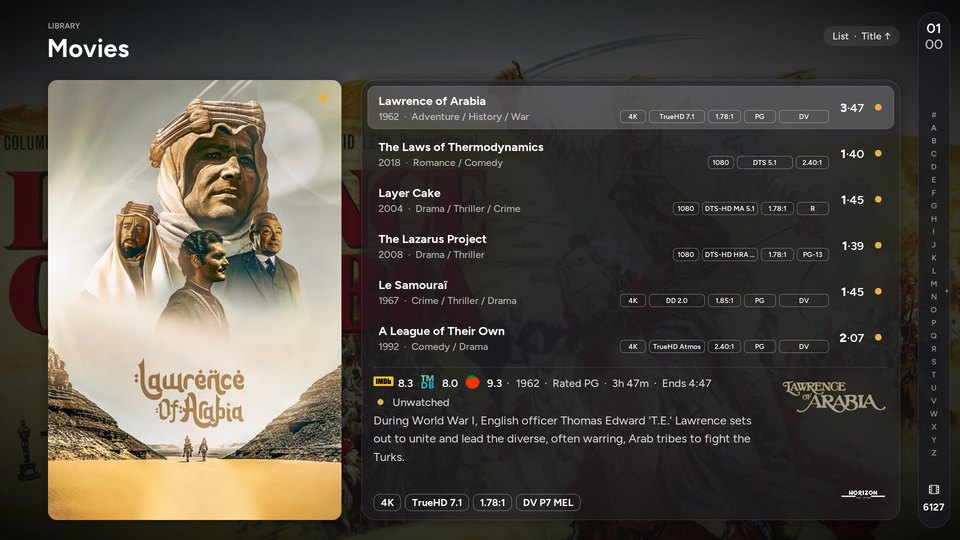 LIBRARY
Movies
List · Title ↑
01
00
Lawrence of Arabia
1962 · Adventure / History / War
4K TrueHD 7.1 1.78:1 PG DV
3:47
The Laws of Thermodynamics
2018 · Romance / Comedy
1080 DTS 5.1 2.40:1
1:40
Layer Cake
2004 · Drama / Thriller / Crime
1080 DTS-HD MA 5.1 1.78:1 R
1:45
The Lazarus Project
2008 · Drama / Thriller
1080 DTS-HD HRA ... 1.78:1 PG-13
1:39
Le Samouraï
1967 · Crime / Thriller / Drama
4K DD 2.0 1.85:1 PG DV
1:45
A League of Their Own
1992 · Comedy / Drama
4K TrueHD Atmos 2.40:1 PG DV
2:07
IMDb 8.3 TMDB 8.0 9.3 · 1962 · Rated PG · 3h 47m · Ends 4:47
Unwatched
During World War I, English officer Thomas Edward 'T.E.' Lawrence sets
out to unite and lead the diverse, often warring, Arab tribes to fight the
Turks.
4K TrueHD 7.1 1.78:1 DV P7 MEL
LAWRENCE
OF ARABIA
HORIZON
Lawrence
Of Arabia
COLUM
#
A
B
C
D
E
F
G
H
I
J
K
L
M
N
O
P
Q
R
S
T
U
V
W
X
Y
Z
6127